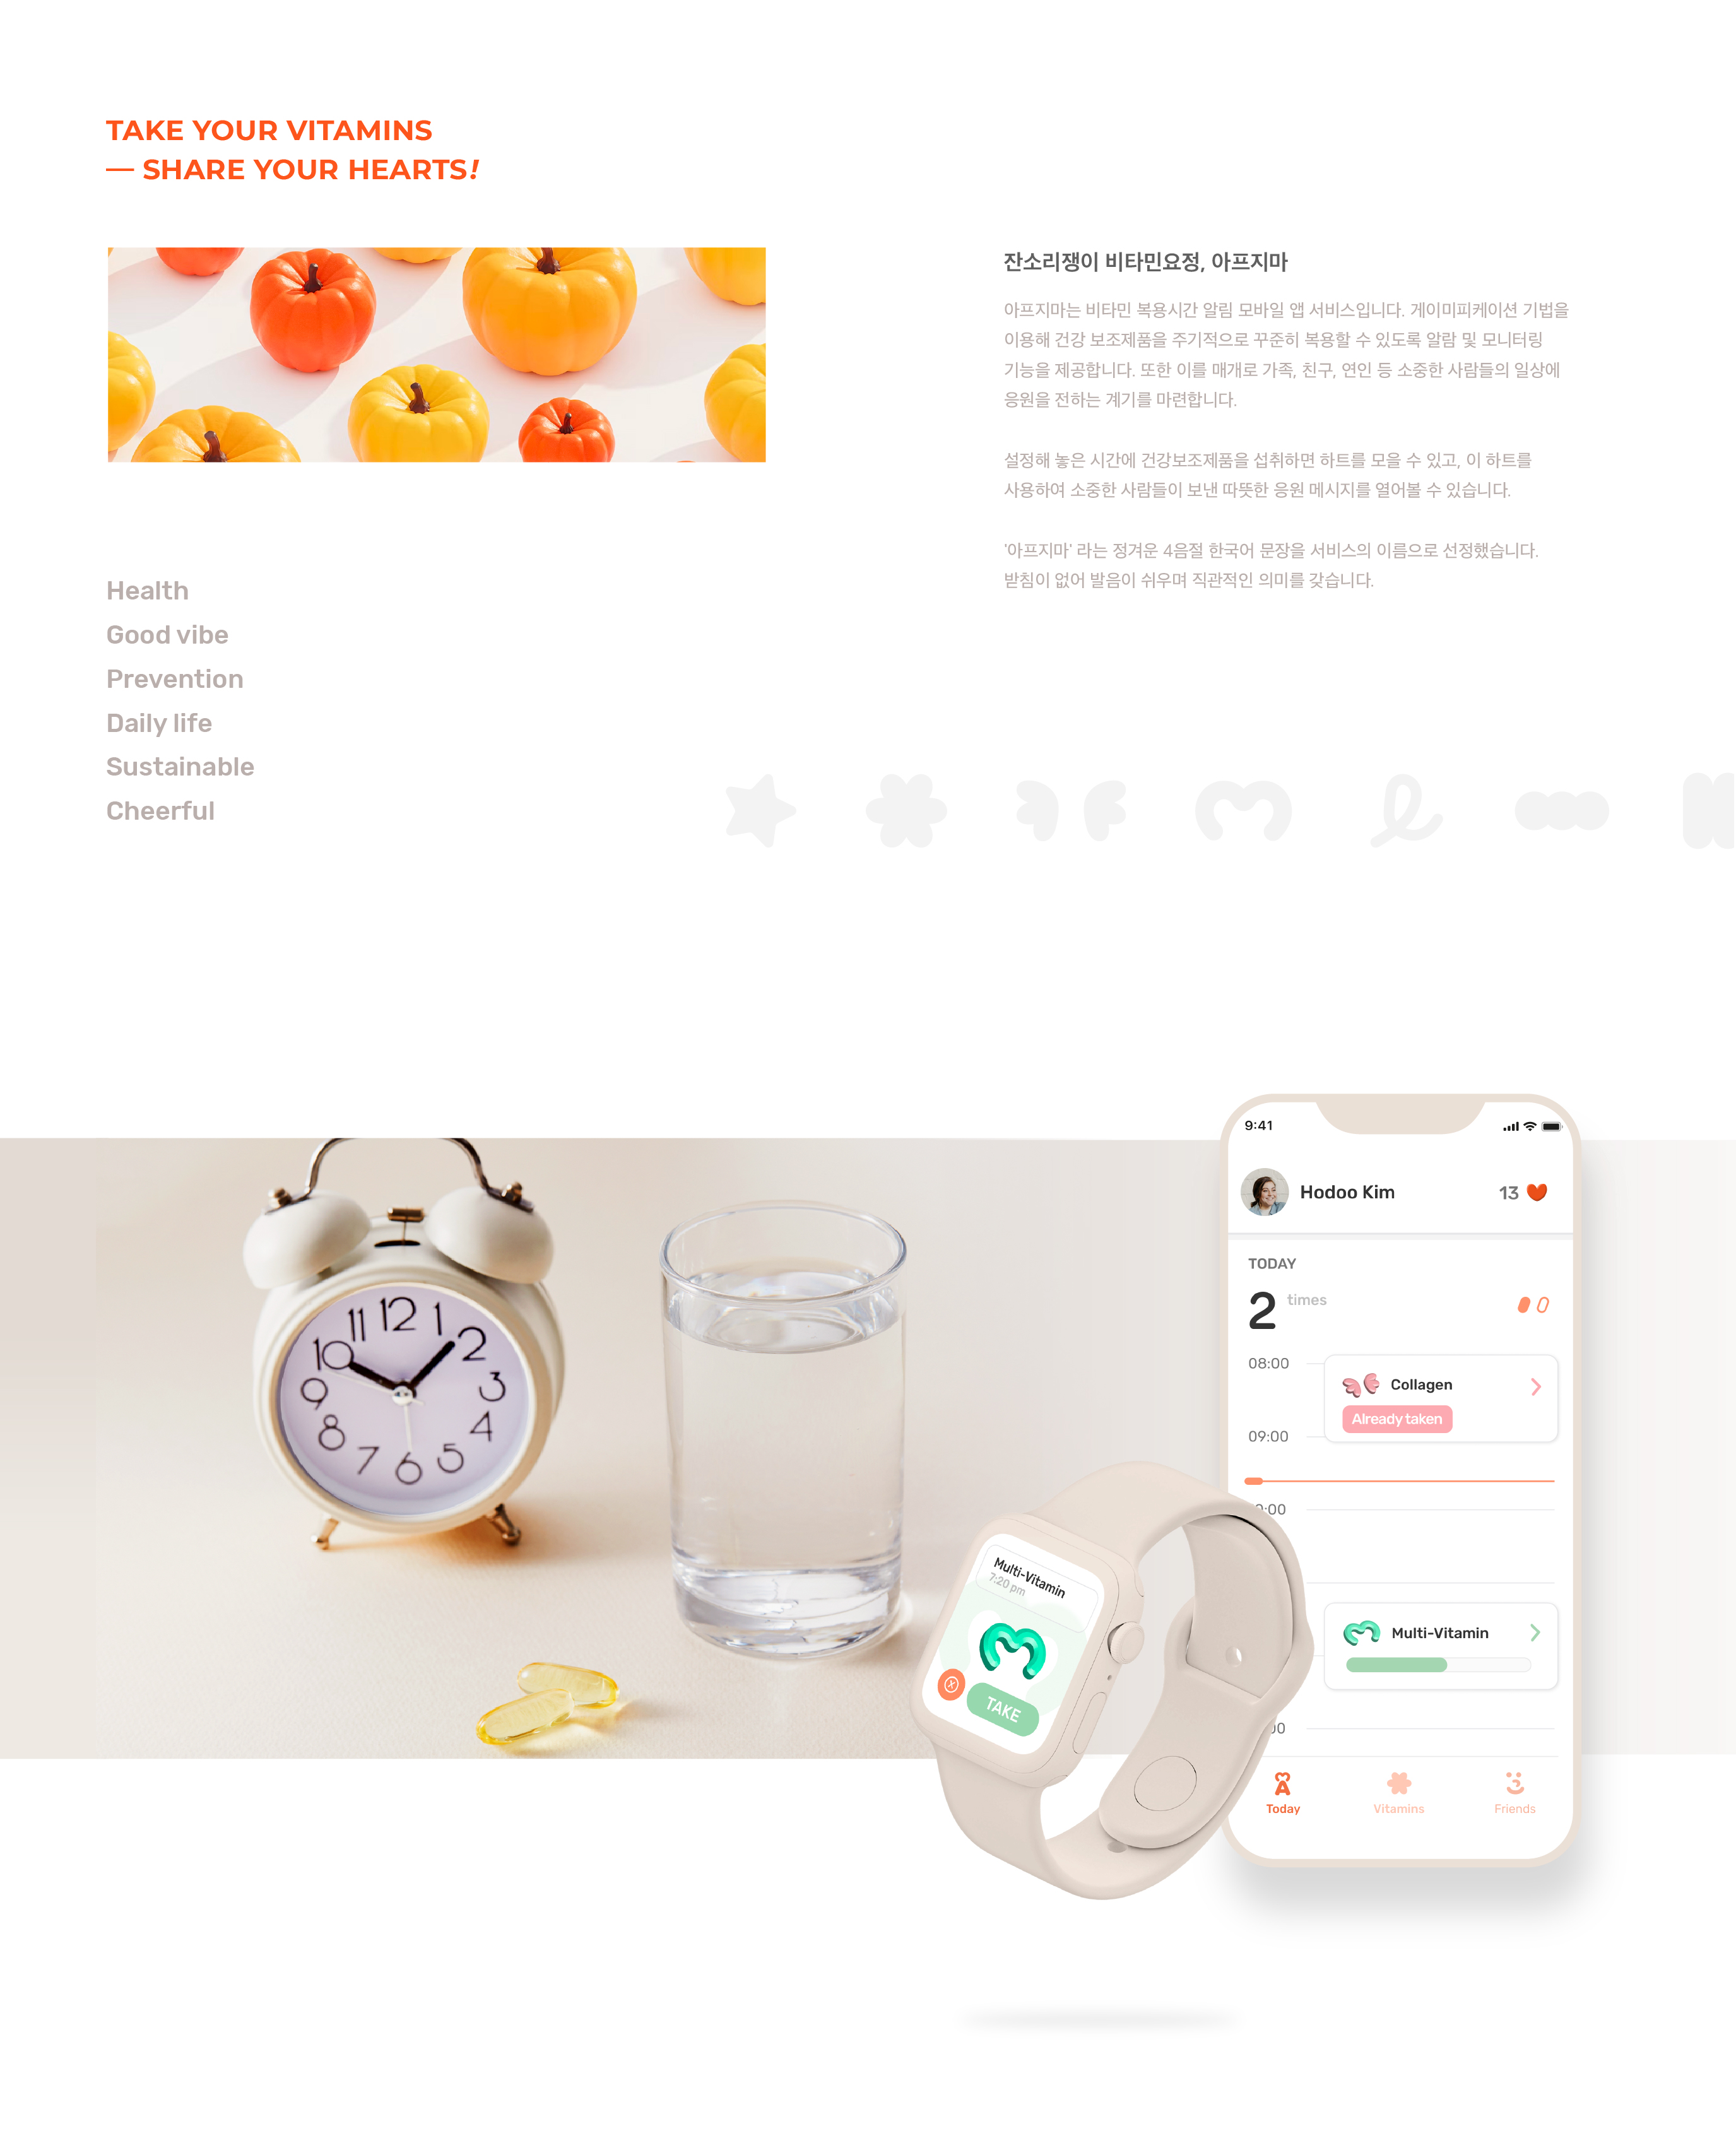 TAKE YOUR VITAMINS
— SHARE YOUR HEARTS!
잔소리쟁이 비타민요정, 아프지마
아프지마는 비타민 복용시간 알림 모바일 앱 서비스입니다. 게이미피케이션 기법을
이용해 건강 보조제품을 주기적으로 꾸준히 복용할 수 있도록 알람 및 모니터링
기능을 제공합니다. 또한 이를 매개로 가족, 친구, 연인 등 소중한 사람들의 일상에
응원을 전하는 계기를 마련합니다.
설정해 놓은 시간에 건강보조제품을 섭취하면 하트를 모을 수 있고, 이 하트를
사용하여 소중한 사람들이 보낸 따뜻한 응원 메시지를 열어볼 수 있습니다.
'아프지마' 라는 정겨운 4음절 한국어 문장을 서비스의 이름으로 선정했습니다.
받침이 없어 발음이 쉬우며 직관적인 의미를 갖습니다.
Health
Good vibe
Prevention
Daily life
Sustainable
Cheerful
12
1
2
3
4
5
6
7
8
9
10
11
9:41
Hodoo Kim
13
TODAY
2 times
08:00
Collagen
Already taken
09:00
Multi-Vitamin
Today
Vitamins
Friends
Multi-Vitamin
7:20 pm
TAKE